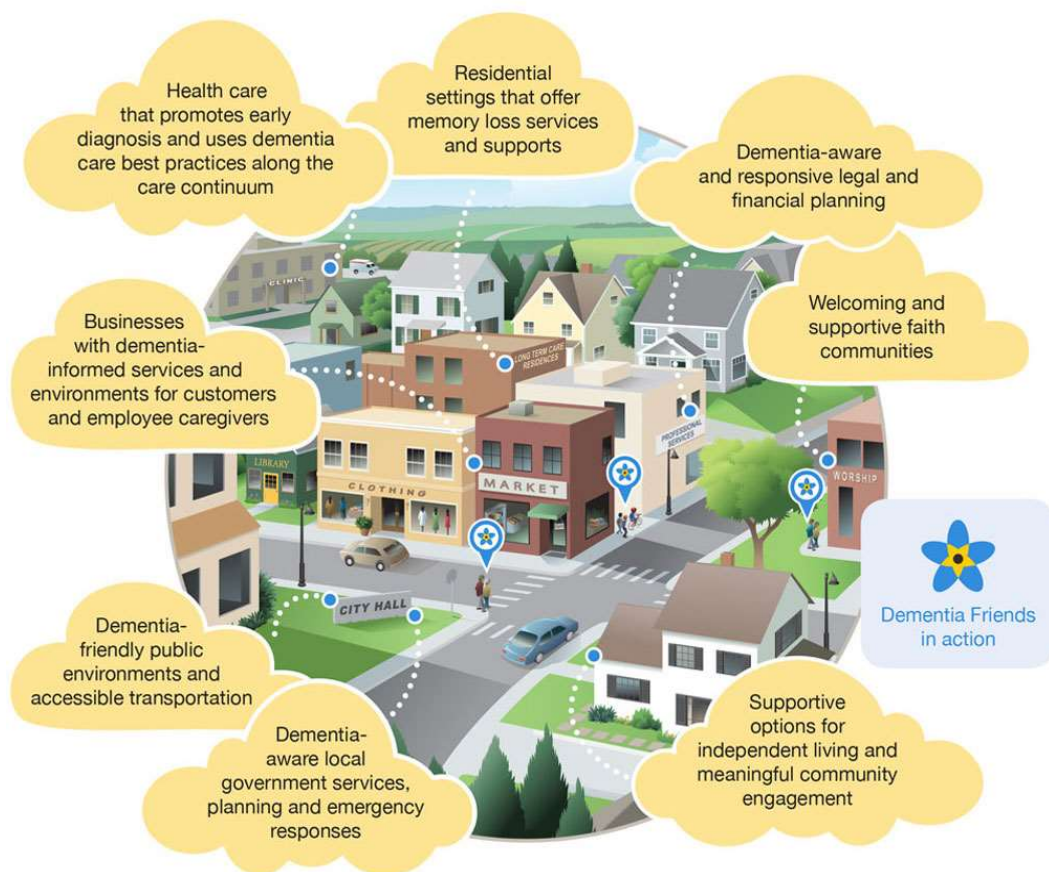 Health care
that promotes early
diagnosis and uses dementia
care best practices along the
care continuum
Residential
settings that offer
memory loss services
and supports
Dementia-aware
and responsive legal and
financial planning
Welcoming and
supportive faith
communities
Businesses
with dementia-
informed services and
environments for customers
and employee caregivers
CLINIC
LONG TERM CARE
RESIDENCES
PROFESSIONAL
SERVICES
LIBRARY
CLOTHING
MARKET
WORSHIP
CITY HALL
Dementia Friends
in action
Dementia-
friendly public
environments and
accessible transportation
Dementia-
aware local
government services,
planning and emergency
responses
Supportive
options for
independent living and
meaningful community
engagement